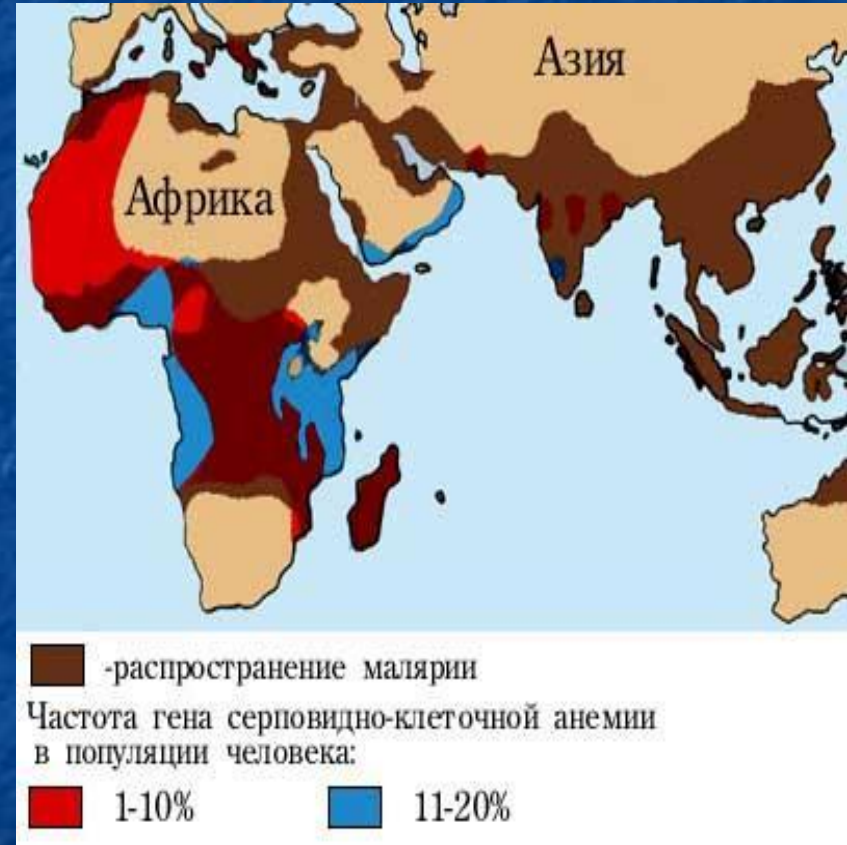 Азия
Африка
-распространение малярии
Частота гена серповидно-клеточной анемии
в популяции человека:
1-10%
11-20%